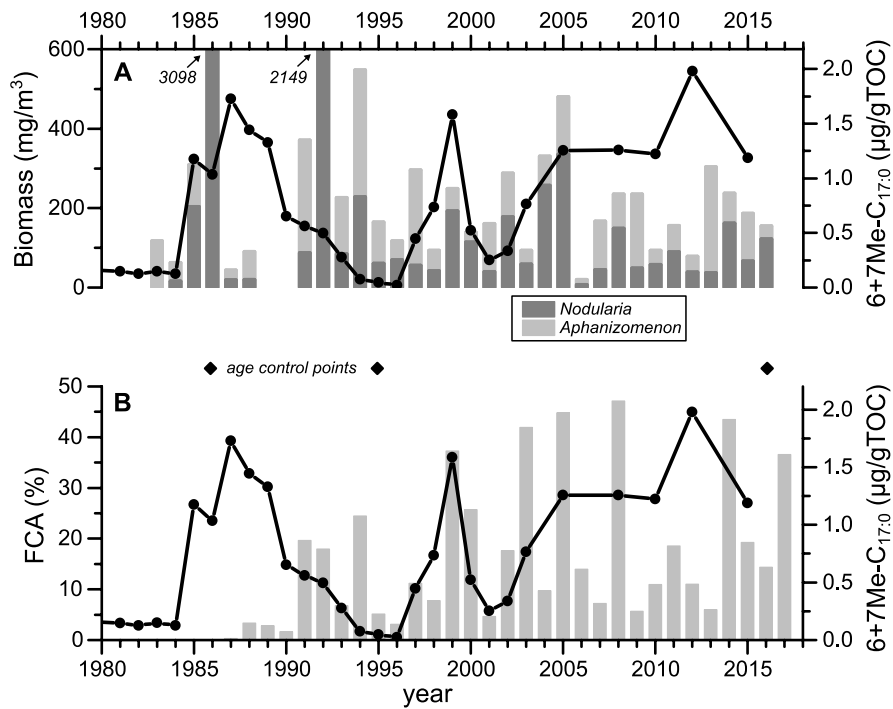 1980 1985 1990 1995 2000 2005 2010 2015
A
3098
2149
600
400
200
0
Biomass (mg/m³)
2.0
1.5
1.0
0.5
0.0
6+7Me-C17:0 (µg/gTOC)
Nodularia
Aphanizomenon
age control points
B
50
40
30
20
10
0
FCA (%)
2.0
1.5
1.0
0.5
0.0
6+7Me-C17:0 (µg/gTOC)
1980 1985 1990 1995 2000 2005 2010 2015
year